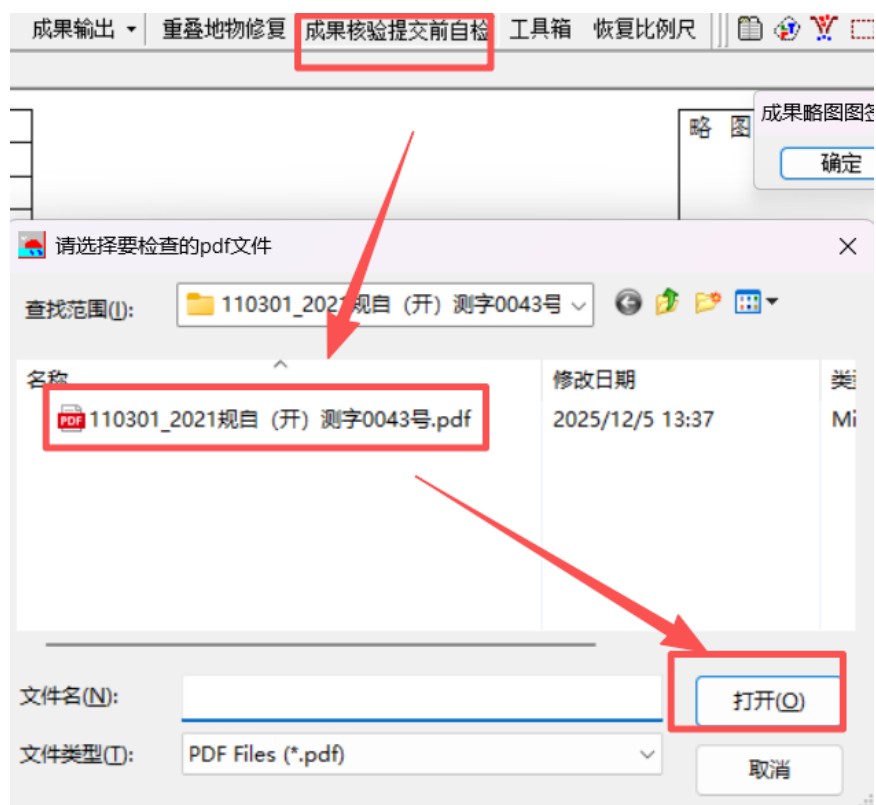 成果输出 重叠地物修复 成果核验提交前自检 工具箱 恢复比例尺
略 图
成果略图图
确定
请选择要检查的pdf文件
查找范围(I): 110301_2021规自（开）测字0043号
名称 修改日期
PDF 110301_2021规自（开）测字0043号.pdf 2025/12/5 13:37 Mi
文件名(N): 打开(O)
文件类型(T): PDF Files (*.pdf) 取消